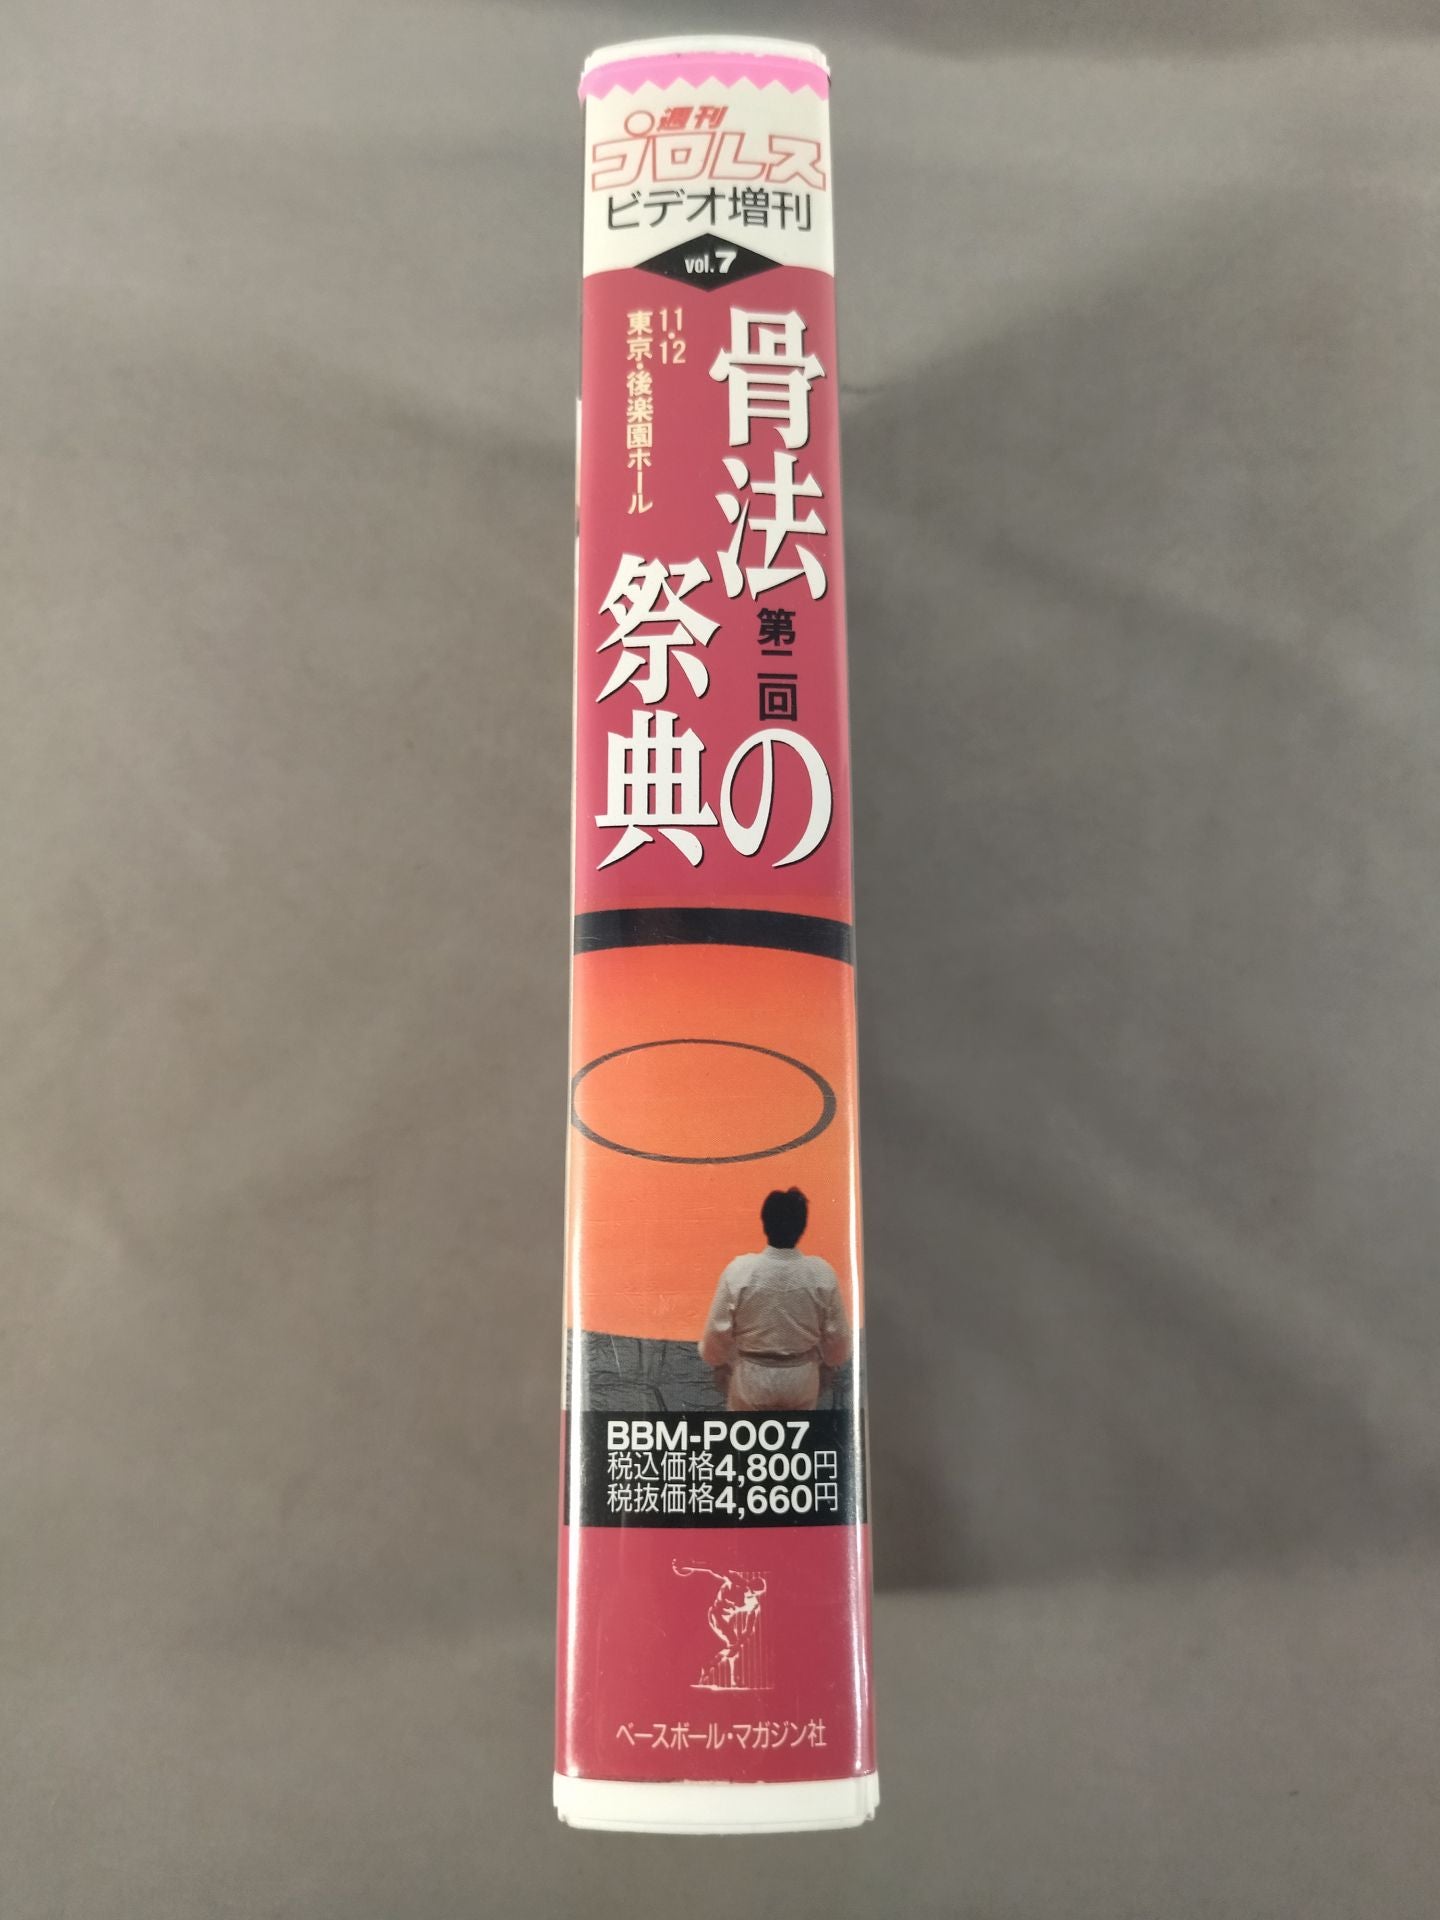 週刊
プロレス
ビデオ増刊
vol.7
骨法の
第二回
祭典
11・12
東京・後楽園ホール
BBM-P007
税込価格4,800円
税抜価格4,660円
ベースボール・マガジン社